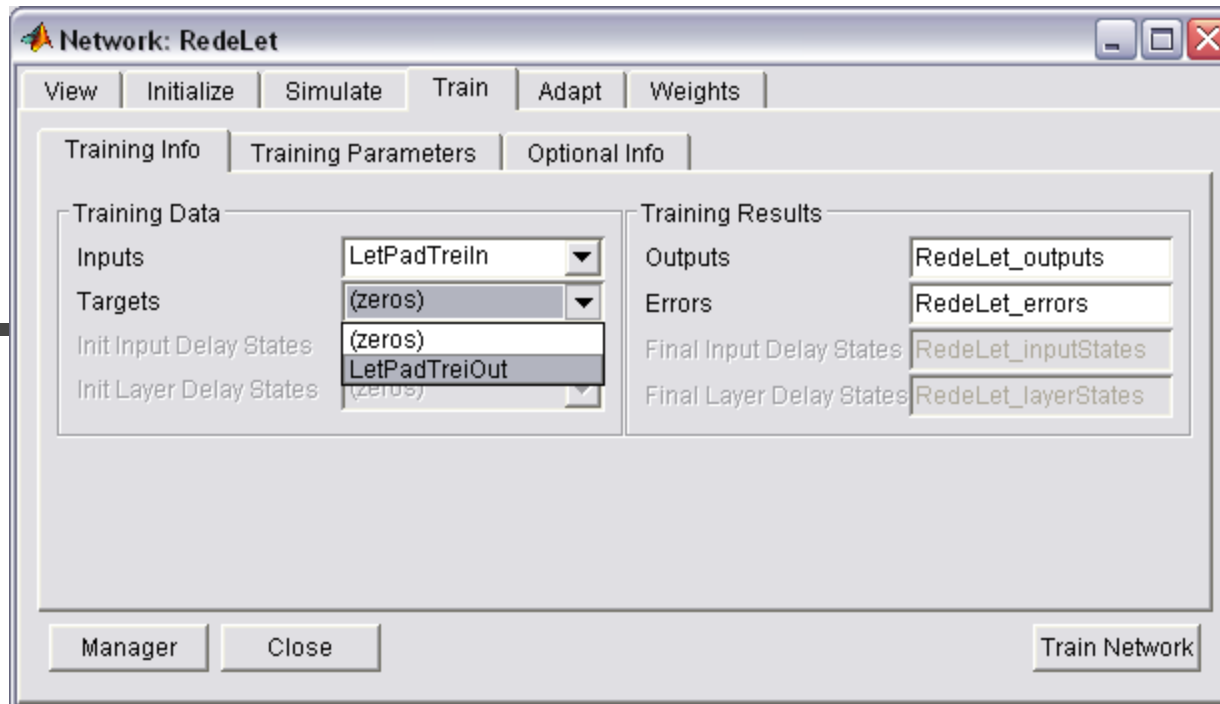 Network: RedeLet
View Initialize Simulate Train Adapt Weights
Training Info Training Parameters Optional Info
Training Data
Inputs LetPadTreiIn
Targets (zeros)
(zeros)
LetPadTreiOut
Init Input Delay States
Init Layer Delay States (zeros)
Training Results
Outputs RedeLet_outputs
Errors RedeLet_errors
Final Input Delay States RedeLet_inputStates
Final Layer Delay States RedeLet_layerStates
Manager Close Train Network